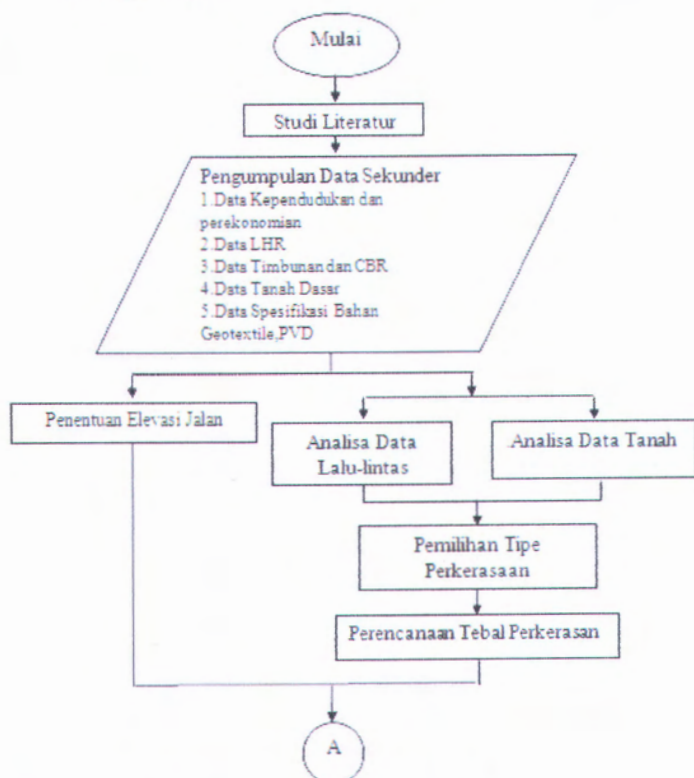 Mulai
Studi Literatur
Pengumpulan Data Sekunder
1.Data Kependudukan dan
perekonomian
2.Data LHR
3.Data Timbunan dan CBR
4.Data Tanah Dasar
5.Data Spesifikasi Bahan
Geotextile,PVD
Penentuan Elevasi Jalan
Analisa Data
Lalu-lintas
.Analisa Data Tanah
Pemilihan Tipe
Perkerasaan
Perencanaan Tebal Perkerasan
A